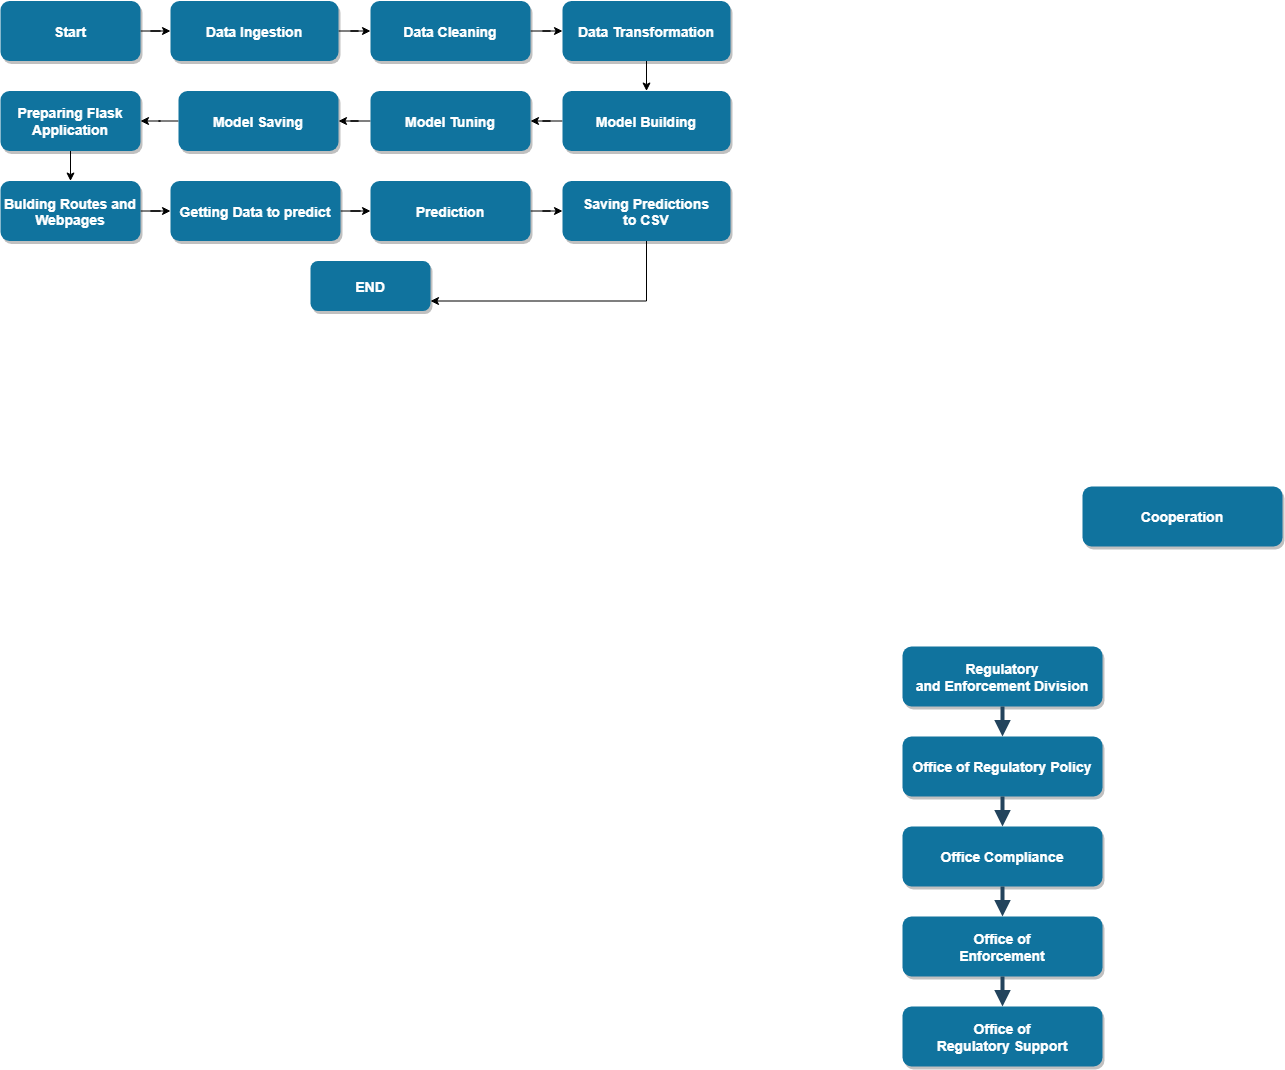 Start
Data Ingestion
Data Cleaning
Data Transformation
Preparing Flask
Application
Model Saving
Model Tuning
Model Building
Bulding Routes and
Webpages
Getting Data to predict
Prediction
Saving Predictions
to CSV
END
Cooperation
Regulatory
and Enforcement Division
Office of Regulatory Policy
Office Compliance
Office of
Enforcement
Office of
Regulatory Support